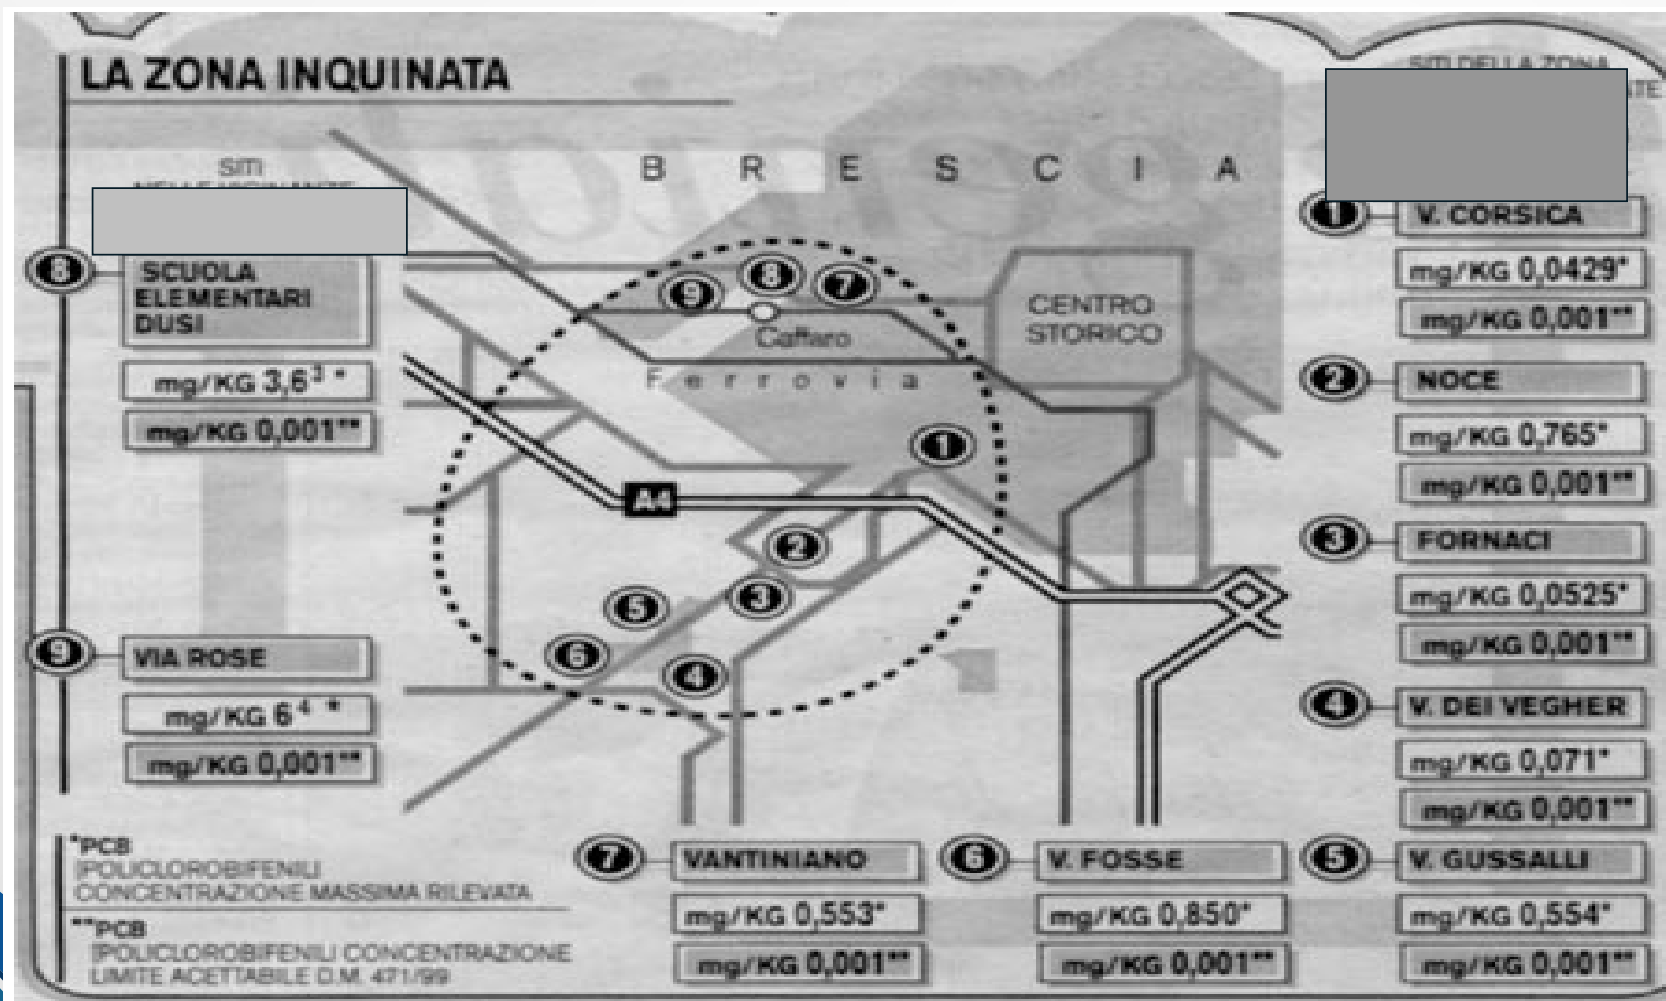 LA ZONA INQUINATA
SITI
BRESCIA
SITI DELLA ZONA
8
SCUOLA
ELEMENTARI
DUSI
mg/KG 3,6³ *
mg/KG 0,001**
9
VIA ROSE
mg/KG 6⁴ *
mg/KG 0,001**
9
8
7
Caffaro
Ferrovia
CENTRO
STORICO
1
A4
2
3
5
6
4
1
V. CORSICA
mg/KG 0,0429*
mg/KG 0,001**
2
NOCE
mg/KG 0,765*
mg/KG 0,001**
3
FORNACI
mg/KG 0,0525*
mg/KG 0,001**
4
V. DEI VEGHER
mg/KG 0,071*
mg/KG 0,001**
7
VANTINIANO
mg/KG 0,553*
mg/KG 0,001**
6
V. FOSSE
mg/KG 0,850*
mg/KG 0,001**
5
V. GUSSALLI
mg/KG 0,554*
mg/KG 0,001**
*PCB
(POLICLOROBIFENILI
CONCENTRAZIONE MASSIMA RILEVATA
**PCB
(POLICLOROBIFENILI CONCENTRAZIONE
LIMITE ACETTABILE D.M. 471/99